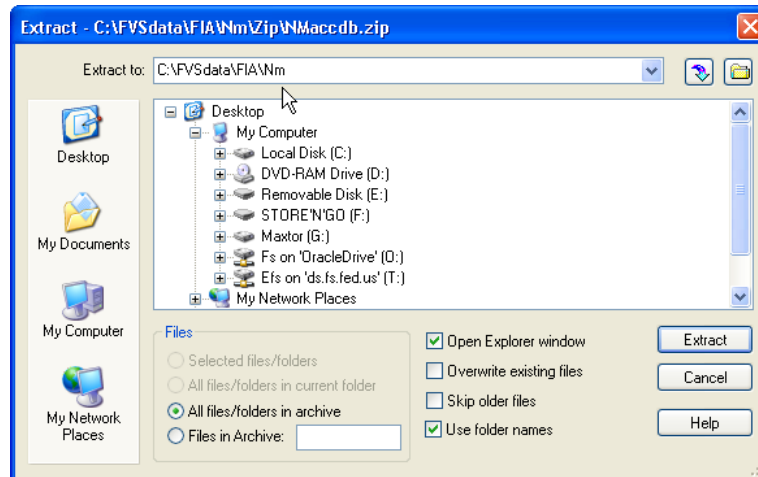 Extract - C:\FVSdata\FIA\Nm\Zip\NMaccdb.zip
Extract to: C:\FVSdata\FIA\Nm
Desktop
My Documents
My Computer
My Network
Places
Desktop
My Computer
Local Disk (C:)
DVD-RAM Drive (D:)
Removable Disk (E:)
STORE'N'GO (F:)
Maxtor (G:)
Fs on 'OracleDrive' (O:)
Efs on 'ds.fs.fed.us' (T:)
My Network Places
Files
Selected files/folders
All files/folders in current folder
All files/folders in archive
Files in Archive:
Open Explorer window
Overwrite existing files
Skip older files
Use folder names
Extract
Cancel
Help